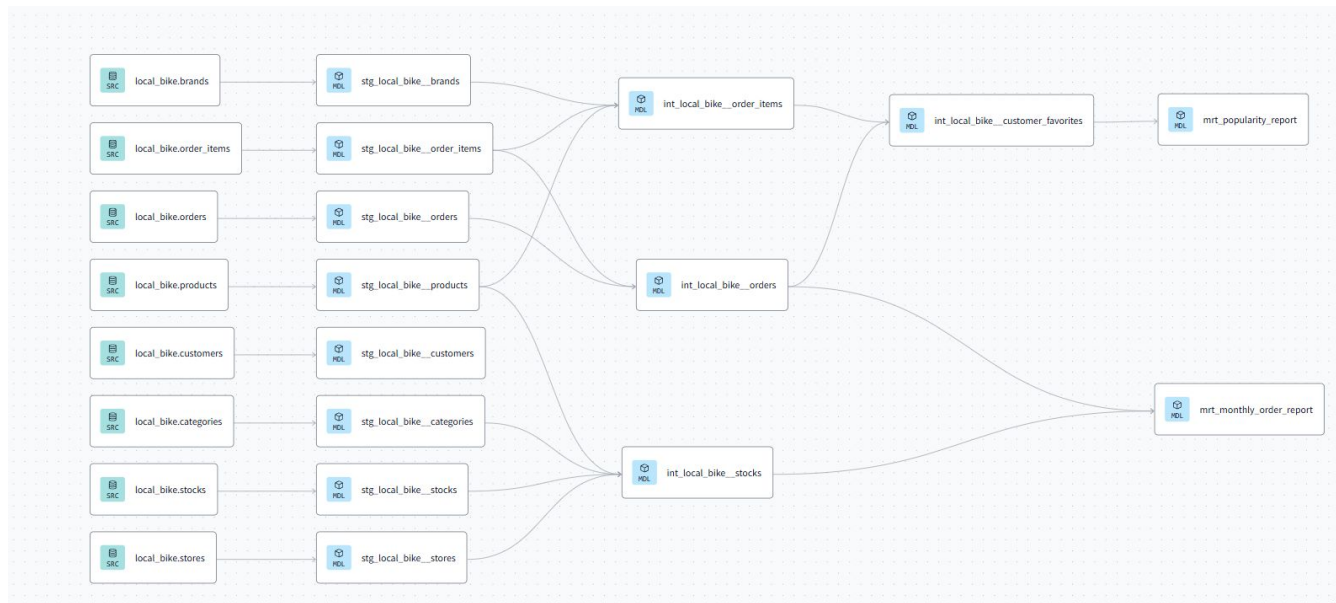 SRC
local_bike.brands
MDL
stg_local_bike__brands
MDL
int_local_bike__order_items
MDL
int_local_bike__customer_favorites
MDL
mrt_popularity_report
SRC
local_bike.order_items
MDL
stg_local_bike__order_items
SRC
local_bike.orders
MDL
stg_local_bike__orders
SRC
local_bike.products
MDL
stg_local_bike__products
MDL
int_local_bike__orders
SRC
local_bike.customers
MDL
stg_local_bike__customers
SRC
local_bike.categories
MDL
stg_local_bike__categories
MDL
mrt_monthly_order_report
SRC
local_bike.stocks
MDL
stg_local_bike__stocks
MDL
int_local_bike__stocks
SRC
local_bike.stores
MDL
stg_local_bike__stores